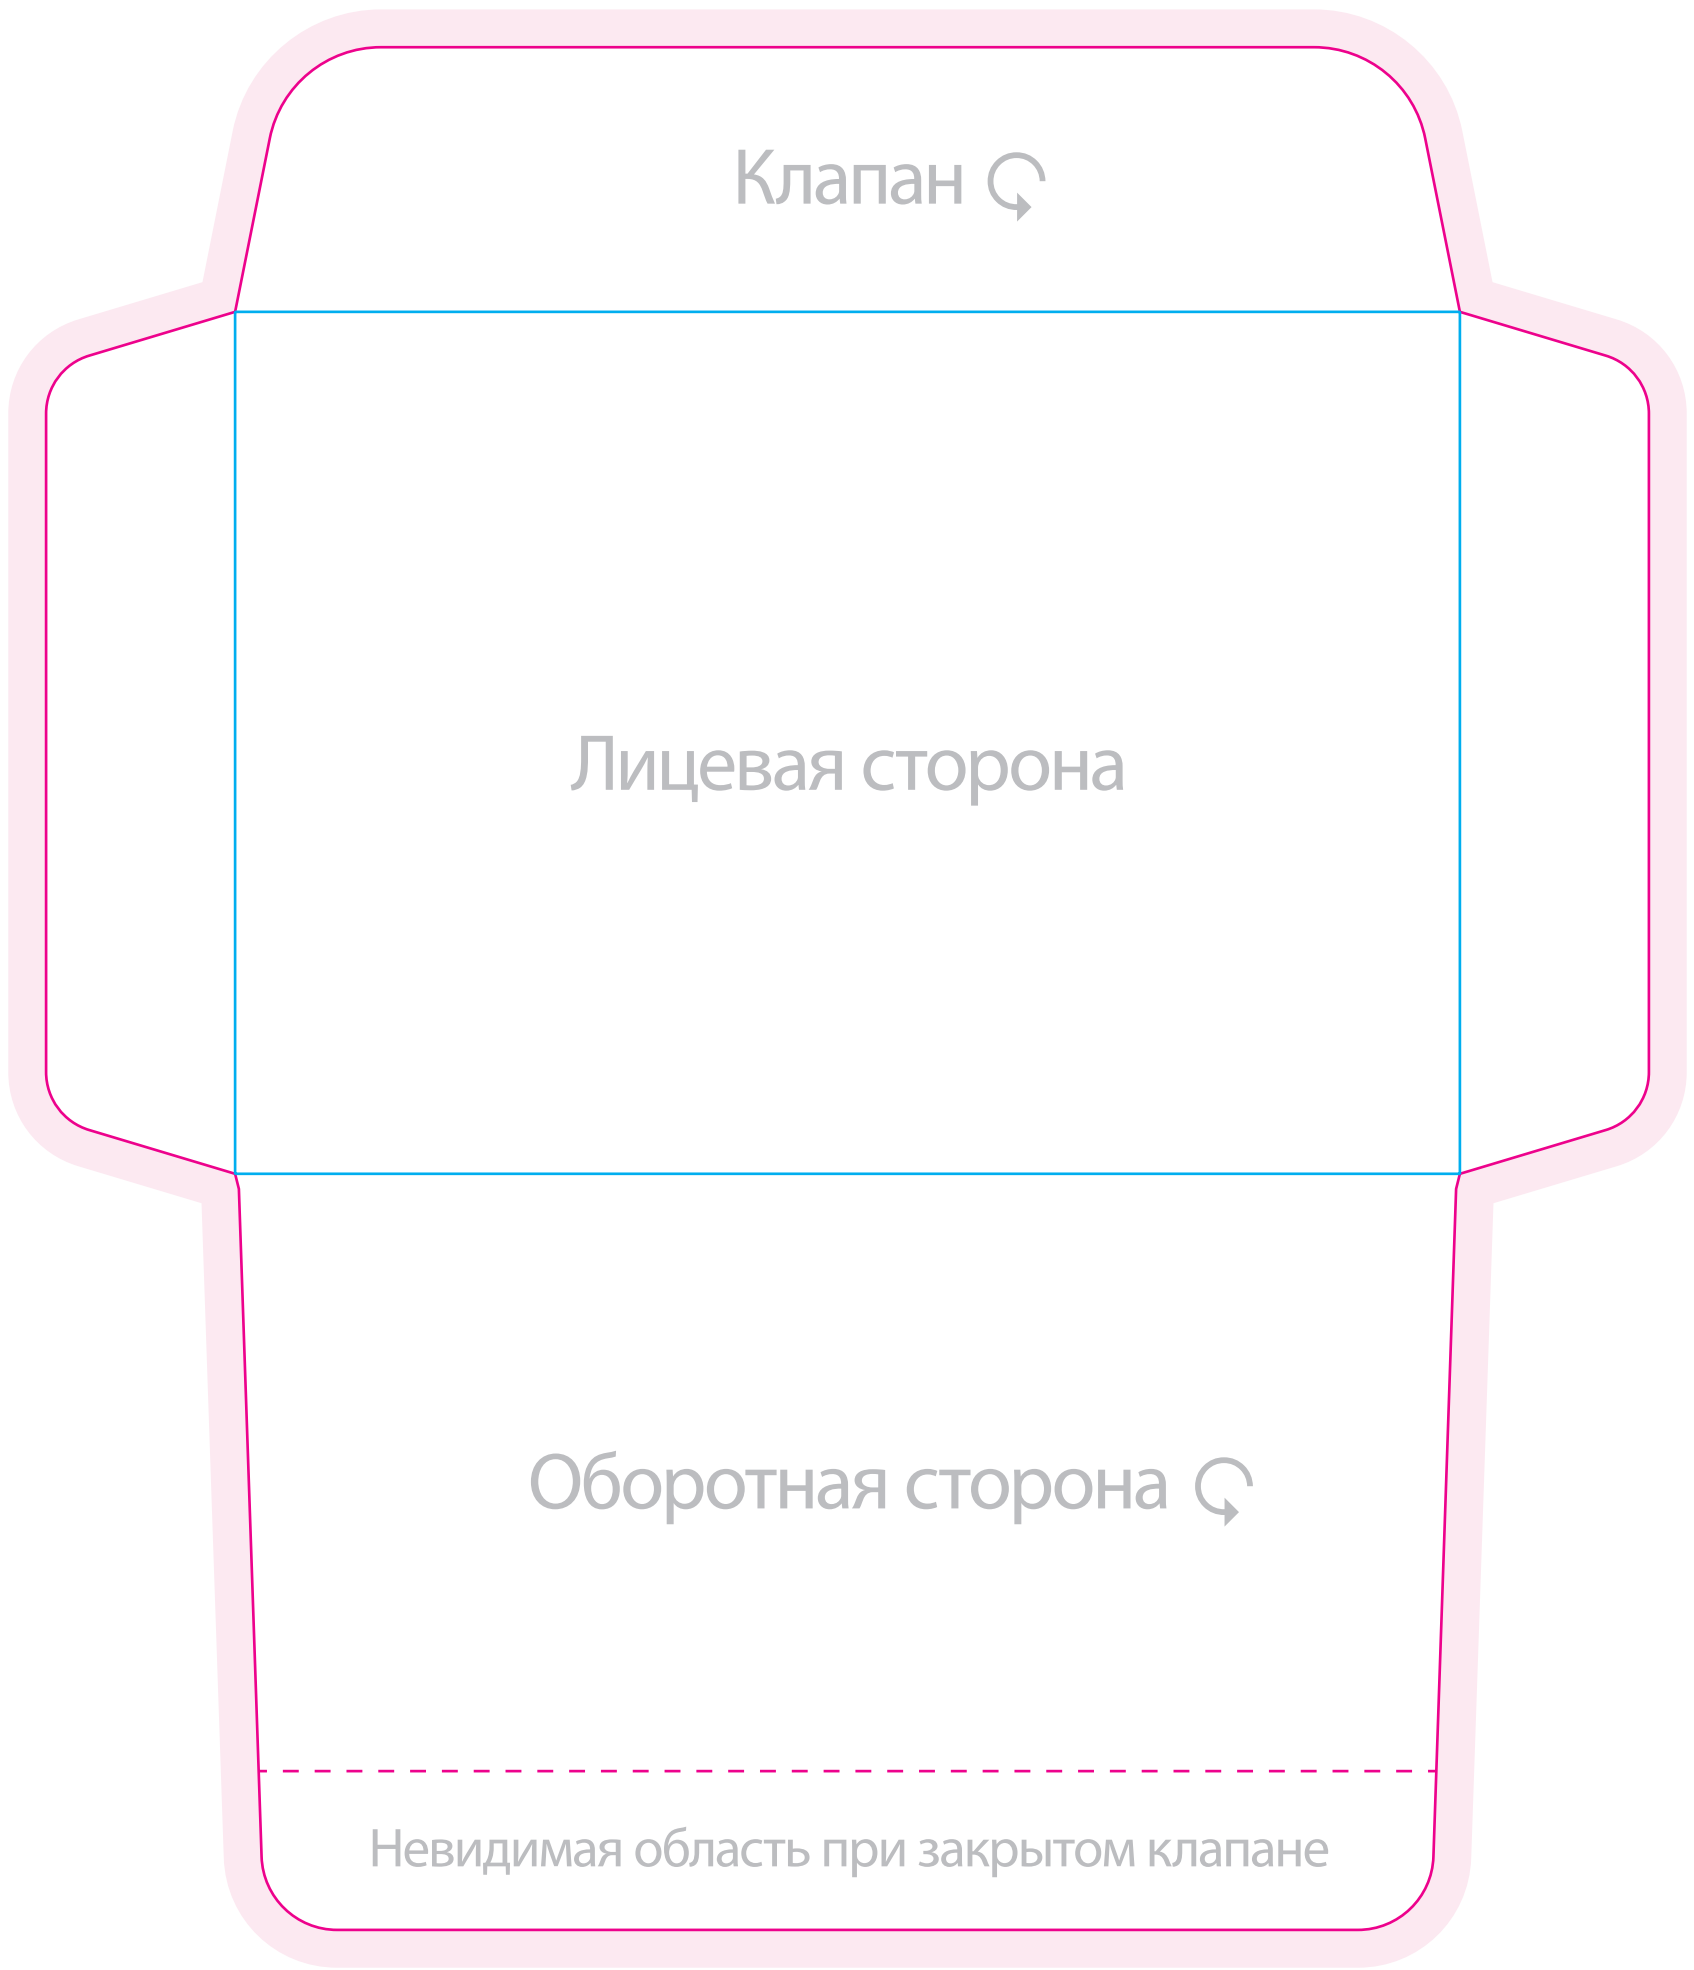 Клапан
Лицевая сторона
Оборотная сторона
Невидимая область при закрытом клапане